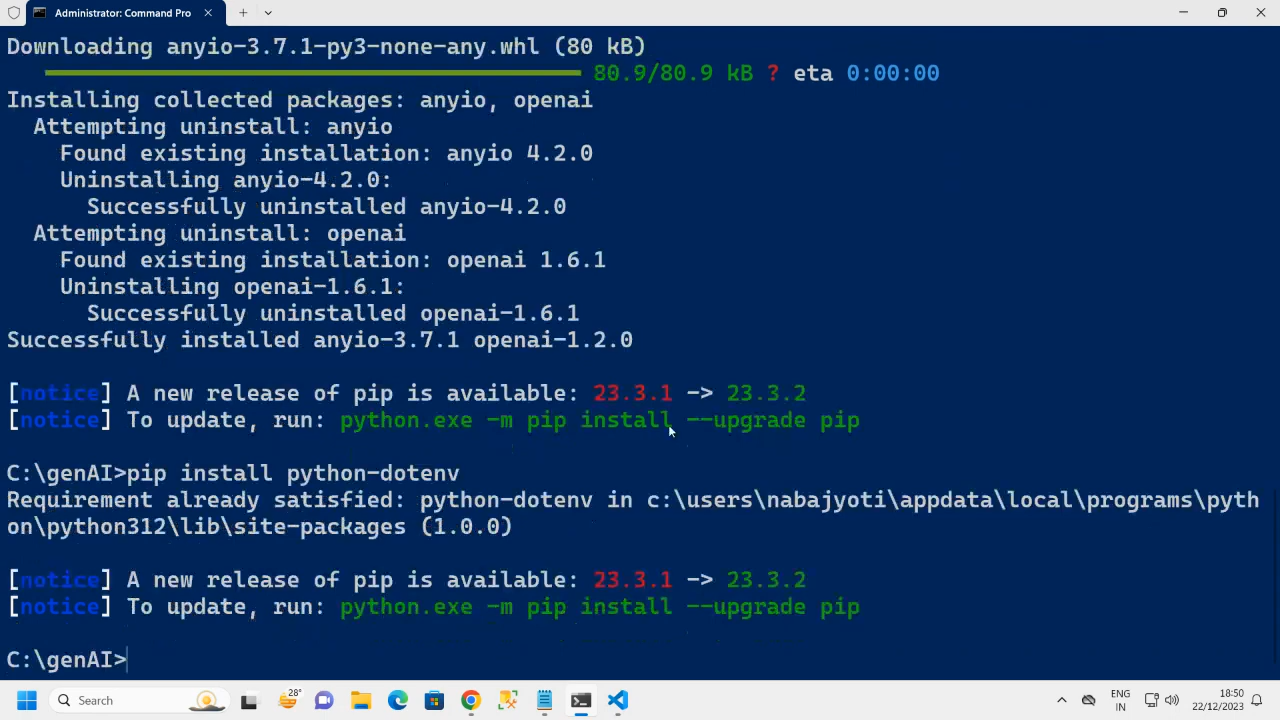 Administrator: Command Pro
Downloading anyio-3.7.1-py3-none-any.whl (80 kB)
80.9/80.9 kB ? eta 0:00:00
Installing collected packages: anyio, openai
Attempting uninstall: anyio
Found existing installation: anyio 4.2.0
Uninstalling anyio-4.2.0:
Successfully uninstalled anyio-4.2.0
Attempting uninstall: openai
Found existing installation: openai 1.6.1
Uninstalling openai-1.6.1:
Successfully uninstalled openai-1.6.1
Successfully installed anyio-3.7.1 openai-1.2.0
[notice] A new release of pip is available: 23.3.1 -> 23.3.2
[notice] To update, run: python.exe -m pip install --upgrade pip
C:\genAI>pip install python-dotenv
Requirement already satisfied: python-dotenv in c:\users\nabajyoti\appdata\local\programs\pyth
on\python312\lib\site-packages (1.0.0)
[notice] A new release of pip is available: 23.3.1 -> 23.3.2
[notice] To update, run: python.exe -m pip install --upgrade pip
C:\genAI>
Search
28°
ENG
IN
18:50
22/12/2023